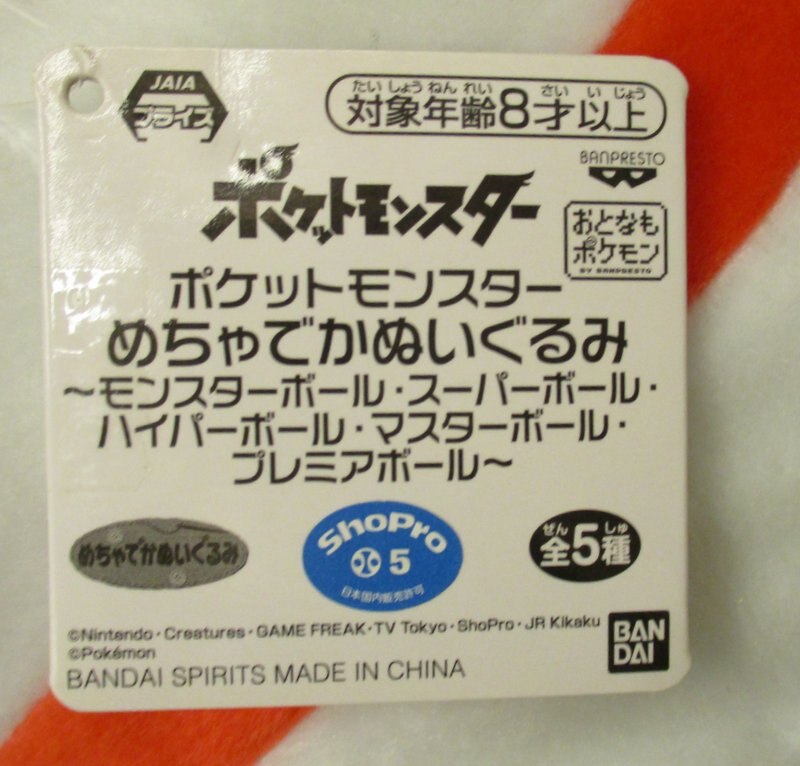 JAIA
プライズ
たいしょうねんれい さいいじょう
対象年齢8才以上
BANPRESTO
ポケットモンスター
おとなも
ポケモン
BY BANPRESTO
ポケットモンスター
めちゃでかぬいぐるみ
～モンスターボール・スーパーボール・
ハイパーボール・マスターボール・
プレミアボール～
めちゃでかぬいぐるみ
ShoPro
5
日本国内販売許可
ぜん しゅ
全5種
©Nintendo・Creatures・GAME FREAK・TV Tokyo・ShoPro・JR Kikaku
©Pokémon
BANDAI SPIRITS MADE IN CHINA
BAN
DAI